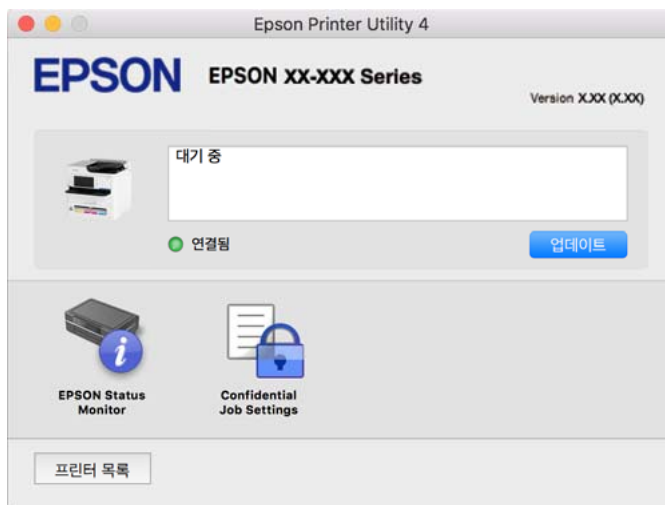 Epson Printer Utility 4
EPSON
EPSON XX-XXX Series
Version X.XX (X.XX)
대기 중
연결됨
업데이트
EPSON Status
Monitor
Confidential
Job Settings
프린터 목록